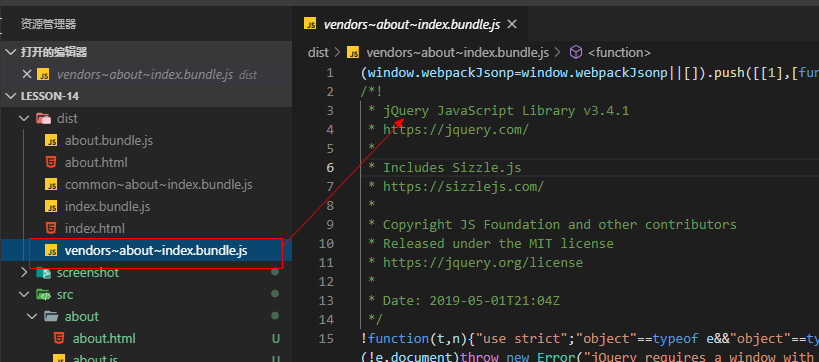 资源管理器
打开的编辑器
vendors~about~index.bundle.js dist
LESSON-14
dist
about.bundle.js
about.html
common~about~index.bundle.js
index.bundle.js
index.html
vendors~about~index.bundle.js
screenshot
src
about
about.html U
about.js
vendors~about~index.bundle.js
dist > vendors~about~index.bundle.js > <function>
1 (window.webpackJsonp=window.webpackJsonp||[]).push([[1],[fun
2 /*!
3 * jQuery JavaScript Library v3.4.1
4 * https://jquery.com/
5 *
6 * Includes Sizzle.js
7 * https://sizzlejs.com/
8 *
9 * Copyright JS Foundation and other contributors
10 * Released under the MIT license
11 * https://jquery.org/license
12 *
13 * Date: 2019-05-01T21:04Z
14 */
15 !function(t,n){"use strict";"object"==typeof e&&"object"==ty
(!e.document)throw new Error("jQuery requires a window with